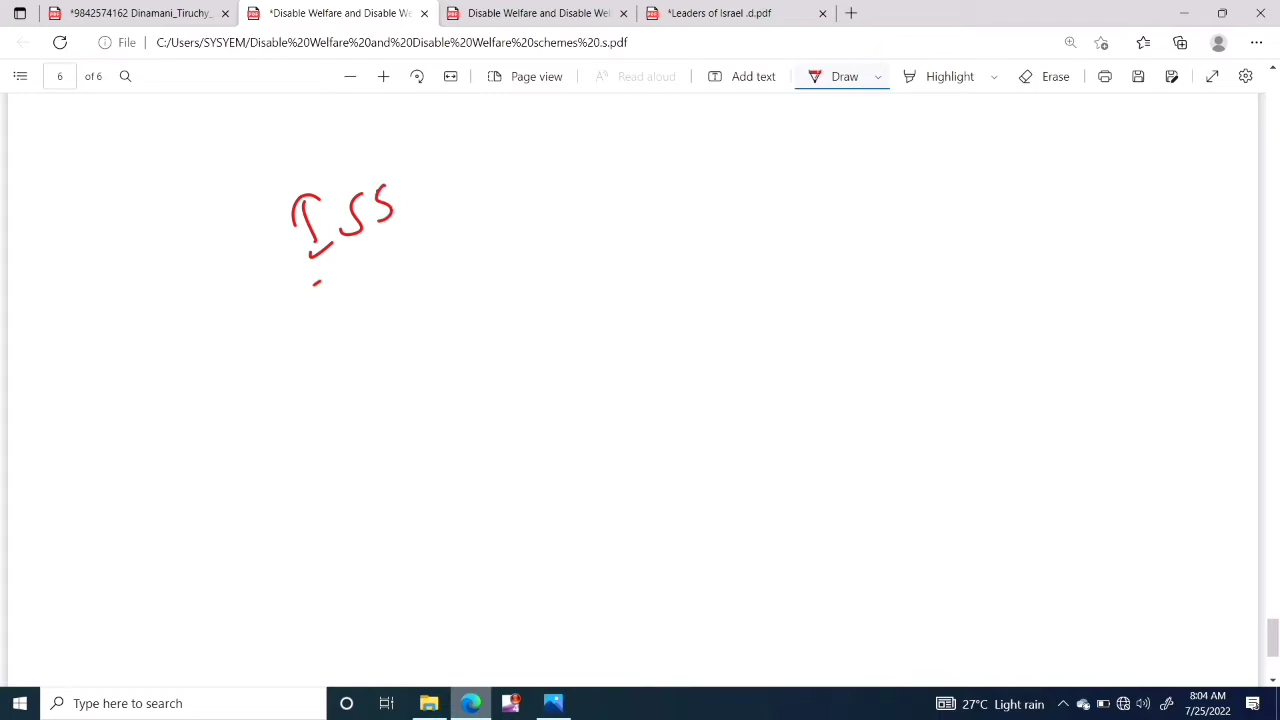 *9842574162 Dinamani_Tiruchy_ *Disable Welfare and Disable We Disable Welfare and Disable Wel *Leaders of Israel .d.pdf
File C:/Users/SYSYEM/Disable%20Welfare%20and%20Disable%20Welfare%20schemes%20.s.pdf
6 of 6 Page view Read aloud Add text Draw Highlight Erase
ISS
Type here to search 27°C Light rain 8:04 AM
7/25/2022